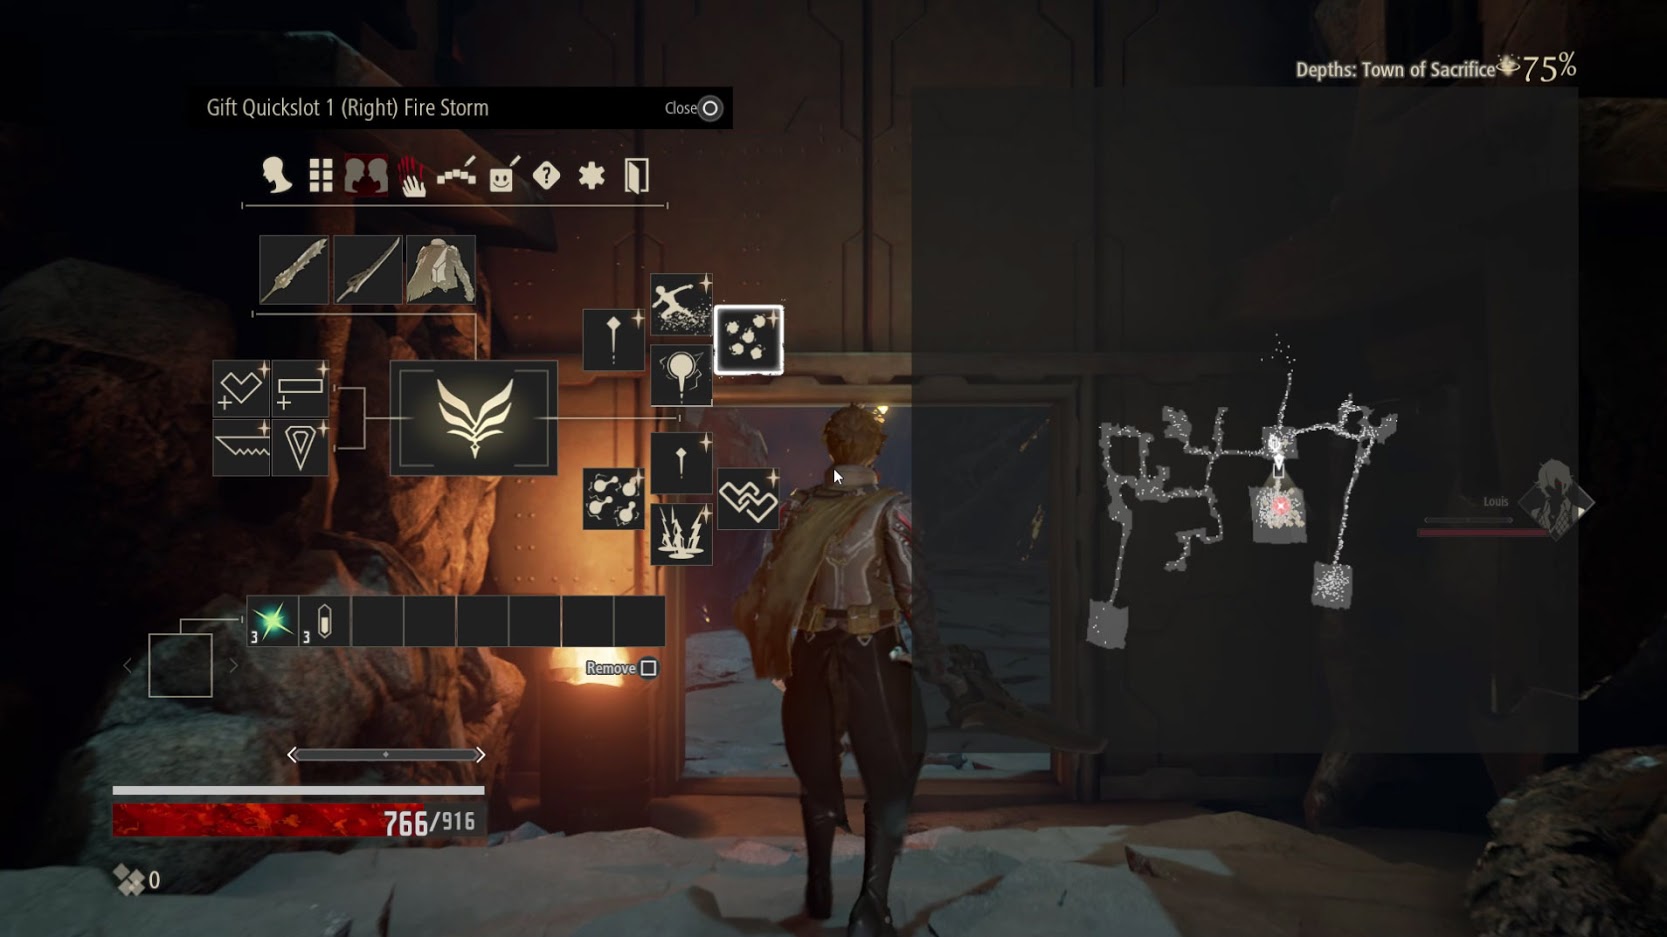 Depths: Town of Sacrifice 75%
Gift Quickslot 1 (Right) Fire Storm
Close
?
Louis
3
3
Remove
766/916
0